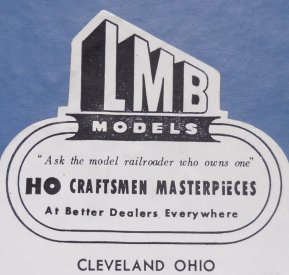 LMB
MODELS
"Ask the model railroader who owns one"
HO CRAFTSMEN MASTERPiECES
At Better Dealers Everywhere
CLEVELAND OHIO